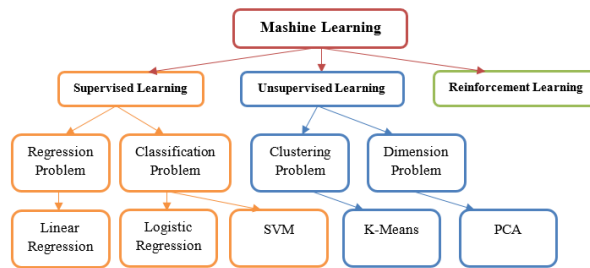 Mashine Learning
Supervised Learning
Unsupervised Learning
Reinforcement Learning
Regression
Problem
Classification
Problem
Clustering
Problem
Dimension
Problem
Linear
Regression
Logistic
Regression
SVM
K-Means
PCA